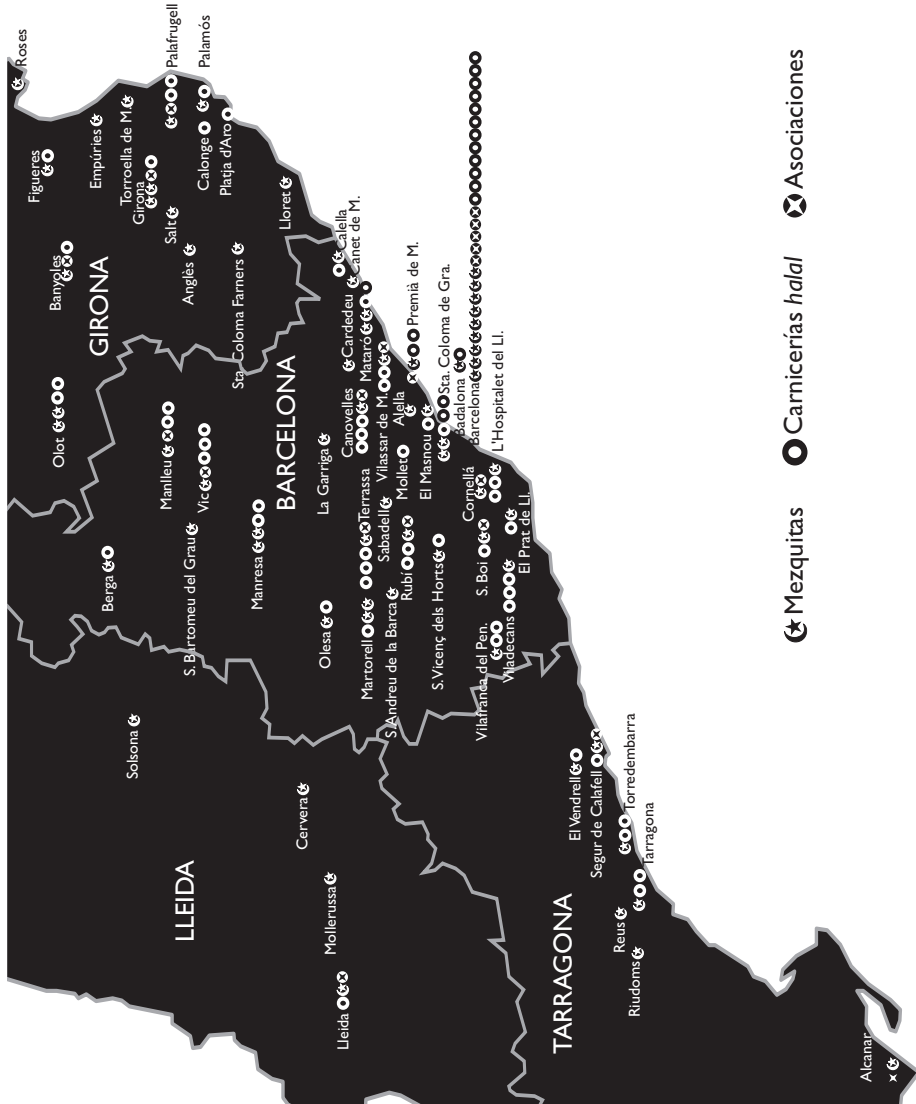 Roses
Figueres
Empúries
Torroella de M.
Girona
Palafrugell
Palamós
Calonge
Platja d'Aro
Banyoles
GIRONA
Salt
Anglès
Sta. Coloma Farners
Lloret
Olot
Manlleu
Vic
Berga
S. Bartomeu del Grau
Manresa
BARCELONA
La Garriga
Olesa
Canovelles
Cardedeu
Calella
Canet de M.
Mataró
Premià de M.
Vilassar de M.
Alella
El Masnou
Mollet
Terrassa
Sabadell
Rubí
Martorell
S. Andreu de la Barca
S. Vicenç dels Horts
Sta. Coloma de Gra.
Badalona
Barcelona
L'Hospitalet del Ll.
Cornellá
S. Boi
El Prat de Ll.
Viladecans
Vilafranca del Pen.
Solsona
Cervera
LLEIDA
Mollerussa
Lleida
El Vendrell
Segur de Calafell
Torredembarra
Tarragona
TARRAGONA
Reus
Riudoms
Alcanar
Mezquitas
Carnicerías halal
Asociaciones